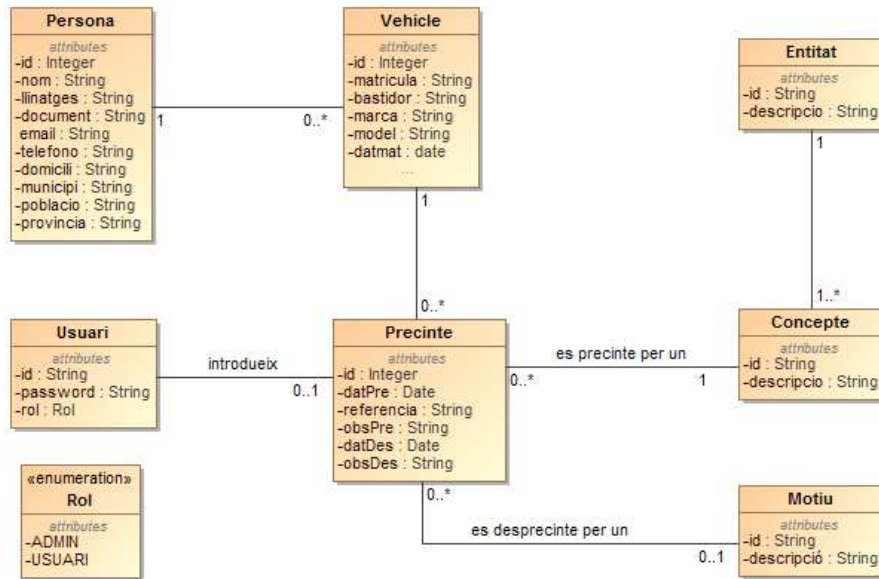 Persona
attributes
-id : Integer
-nom : String
-llinatges : String
-document : String
email : String
-telefono : String
-domicili : String
-municipi : String
-poblacio : String
-provincia : String
1
0..*
Vehicle
attributes
-id : Integer
-matricula : String
-bastidor : String
-marca : String
-model : String
-datmat : date
...
1
0..*
Entitat
attributes
-id : String
-descripcio : String
1
1..*
Usuari
attributes
-id : String
-password : String
-rol : Rol
introdueix
0..1
Precinte
attributes
-id : Integer
-datPre : Date
-referencia : String
-obsPre : String
-datDes : Date
-obsDes : String
es precinte per un
0..*
1
Concepte
attributes
-id : String
-descripcio : String
«enumeration»
Rol
attributes
-ADMIN
-USUARI
0..*
es desprecinte per un
0..1
Motiu
attributes
-id : String
-descripció : String